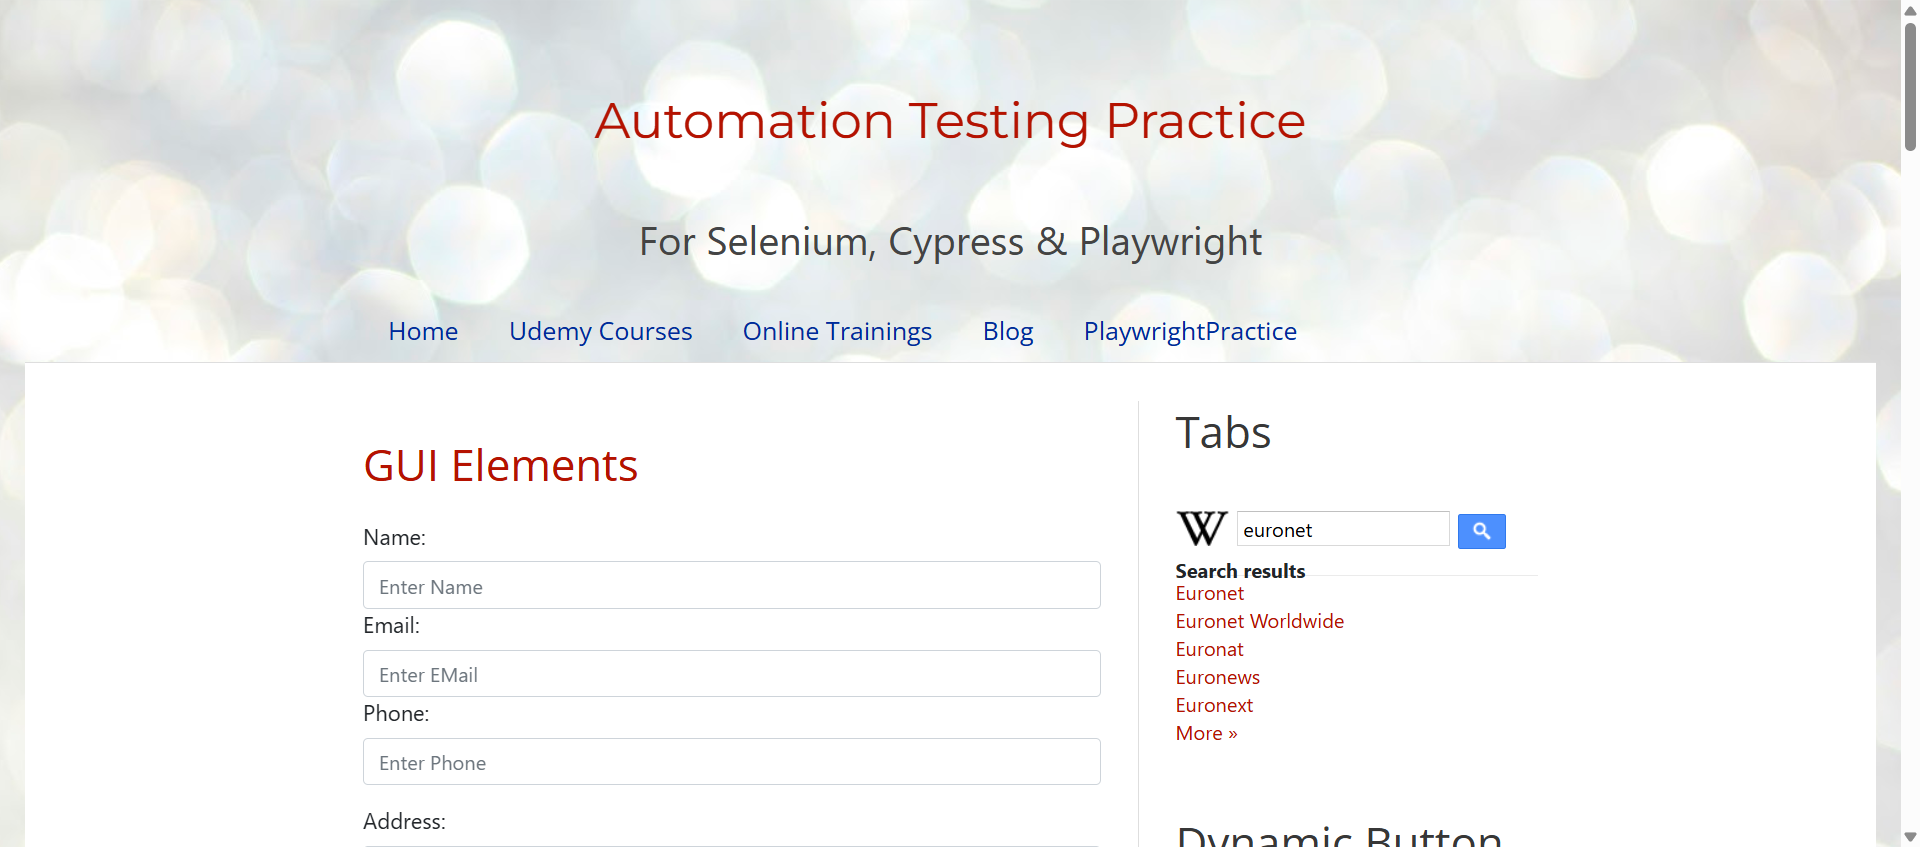 Automation Testing Practice
For Selenium, Cypress & Playwright
Home Udemy Courses Online Trainings Blog PlaywrightPractice
GUI Elements
Name:
Enter Name
Email:
Enter EMail
Phone:
Enter Phone
Address:
Tabs
W euronet
Search results
Euronet
Euronet Worldwide
Euronat
Euronews
Euronext
More »
Dynamic Button